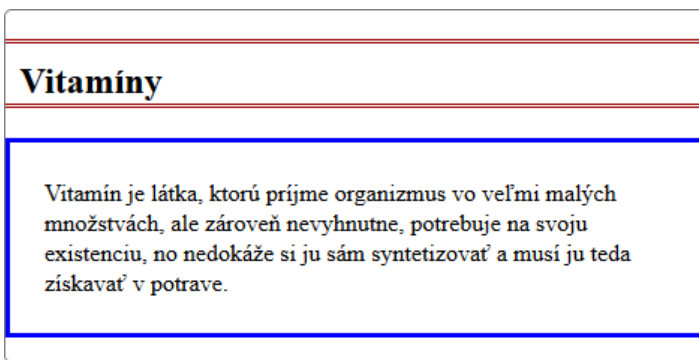 Vitamíny
Vitamín je látka, ktorú príjme organizmus vo veľmi malých
množstvách, ale zároveň nevyhnutne, potrebuje na svoju
existenciu, no nedokáže si ju sám syntetizovať a musí ju teda
získavať v potrave.